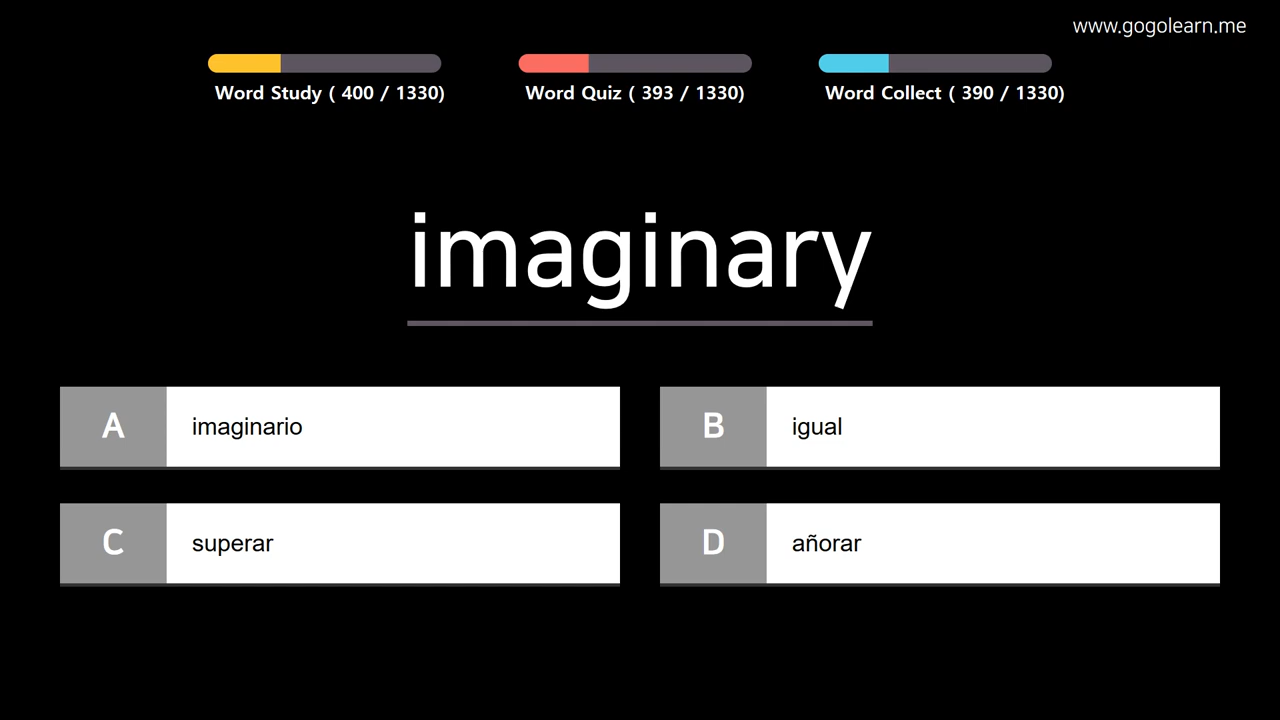 www.gogolearn.me
Word Study ( 400 / 1330)
Word Quiz ( 393 / 1330)
Word Collect ( 390 / 1330)
imaginary
A imaginario
B igual
C superar
D añorar